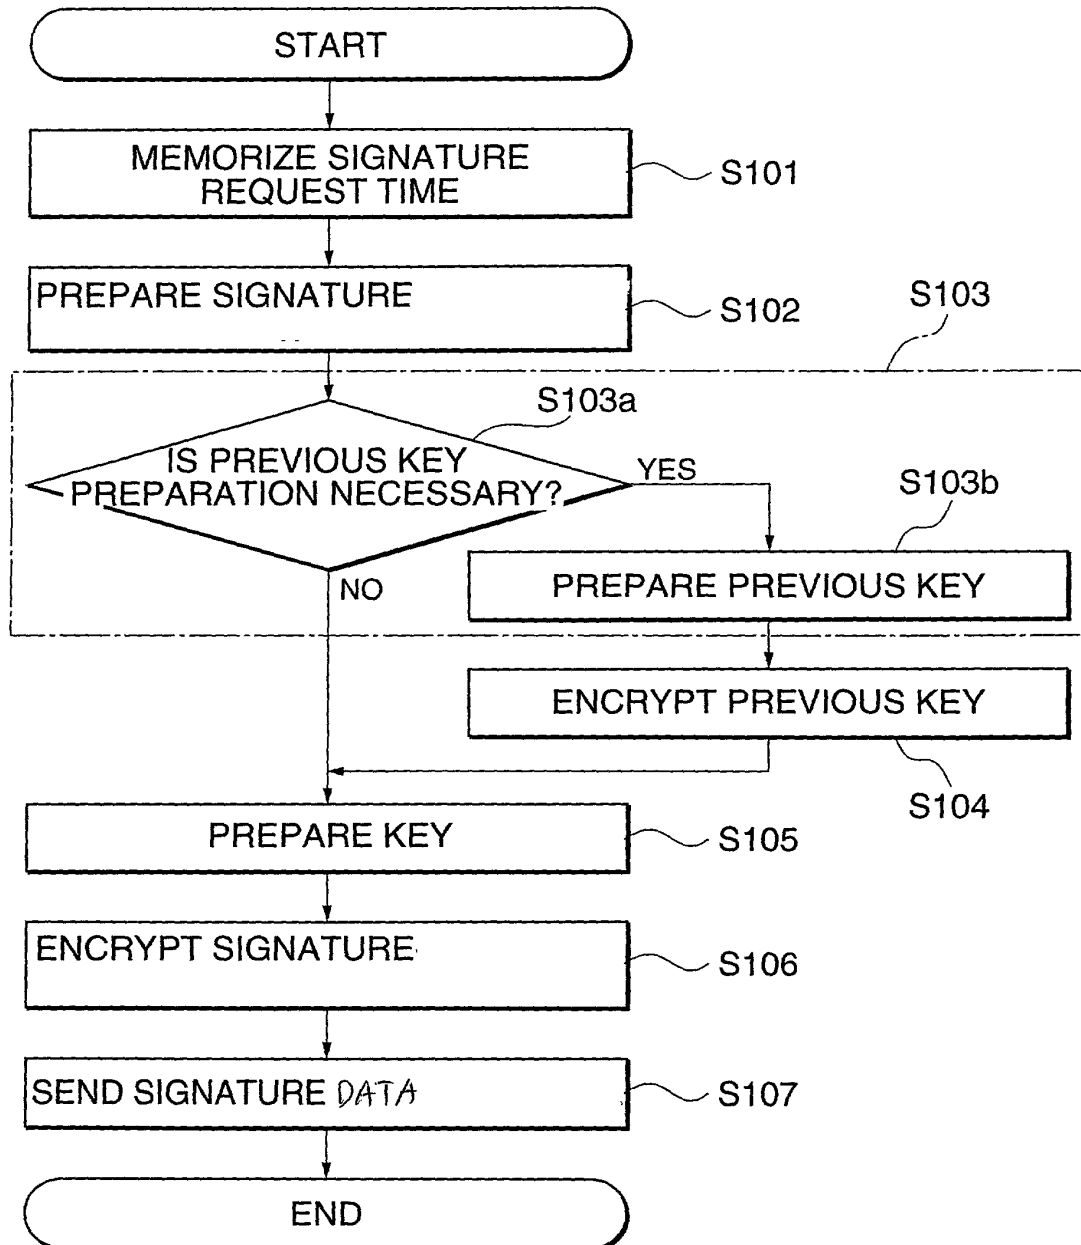 START
MEMORIZE SIGNATURE
REQUEST TIME
S101
PREPARE SIGNATURE
S102
S103
S103a
IS PREVIOUS KEY
PREPARATION NECESSARY?
YES
S103b
NO
PREPARE PREVIOUS KEY
ENCRYPT PREVIOUS KEY
S104
PREPARE KEY
S105
ENCRYPT SIGNATURE
S106
SEND SIGNATURE DATA
S107
END